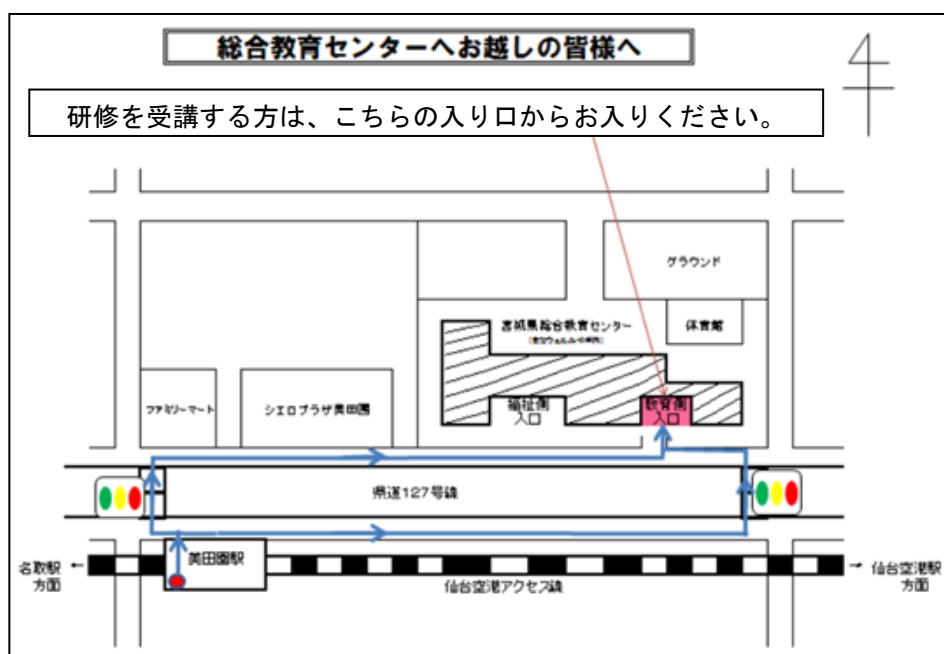 総合教育センターへお越しの皆様へ
研修を受講する方は、こちらの入り口からお入りください。
グラウンド
宮城県総合教育センター
体育館
ファミリーマート
シエロプラザ美田園
福祉側
入口
教育側
入口
県道127号線
美田園駅
名取駅 ←
方面
仙台空港アクセス線
→ 仙台空港駅
方面